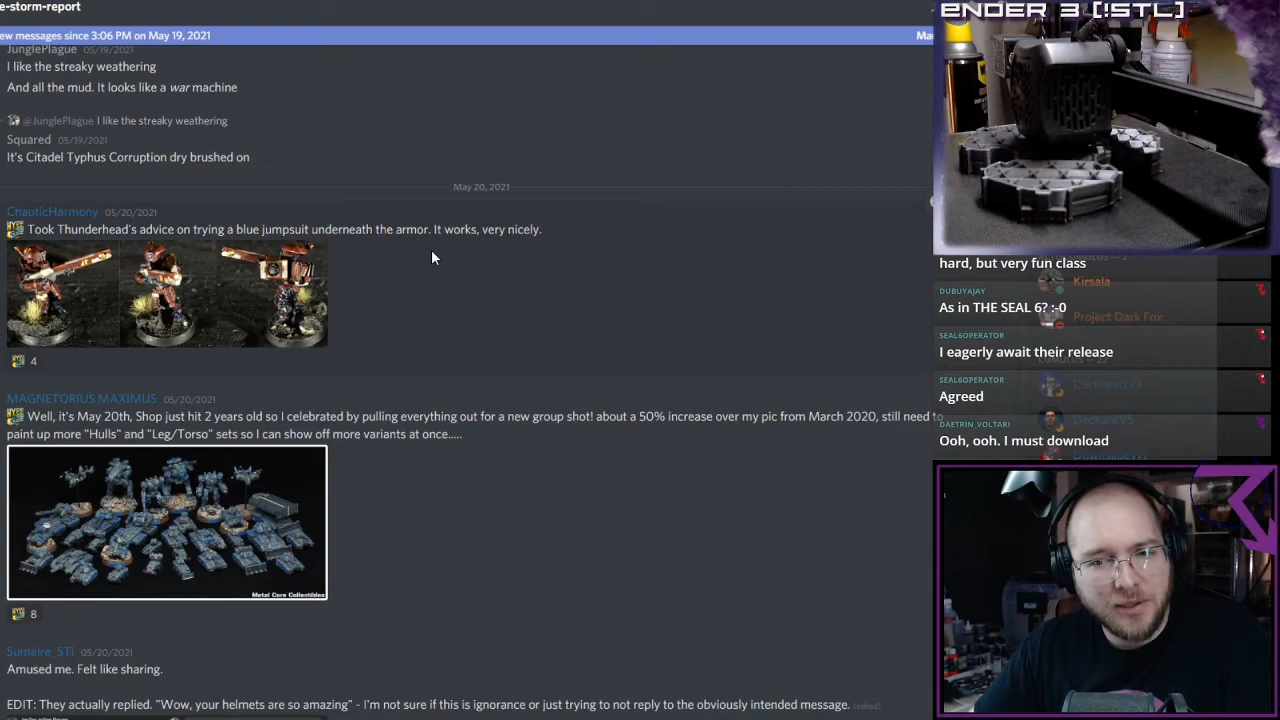 e-storm-report
ew messages since 3:06 PM on May 19, 2021
Mar
JunglePlague 05/19/2021
I like the streaky weathering
And all the mud. It looks like a war machine
@JunglePlague I like the streaky weathering
Squared 05/19/2021
It's Citadel Typhus Corruption dry brushed on
May 20, 2021
ChaoticHarmony 05/20/2021
Took Thunderhead's advice on trying a blue jumpsuit underneath the armor. It works, very nicely.
4
MAGNETORIUS MAXIMUS 05/20/2021
Well, it's May 20th, Shop just hit 2 years old so I celebrated by pulling everything out for a new group shot! about a 50% increase over my pic from March 2020, still need to
paint up more "Hulls" and "Leg/Torso" sets so I can show off more variants at once.....
Metal Core Collectibles
8
Sumaire_STi 05/20/2021
Amused me. Felt like sharing.
EDIT: They actually replied. "Wow, your helmets are so amazing" - I'm not sure if this is ignorance or just trying to not reply to the obviously intended message. (edited)
ENDER 3 [!STL]
hard, but very fun class
Kirsala
DUBUYAJAY
As in THE SEAL 6? :-0
Project Dark Fox
SEAL6OPERATOR
I eagerly await their release
SEAL6OPERATOR
Agreed
DeckardVS
DAETRIN_VOLTARI
Ooh, ooh. I must download